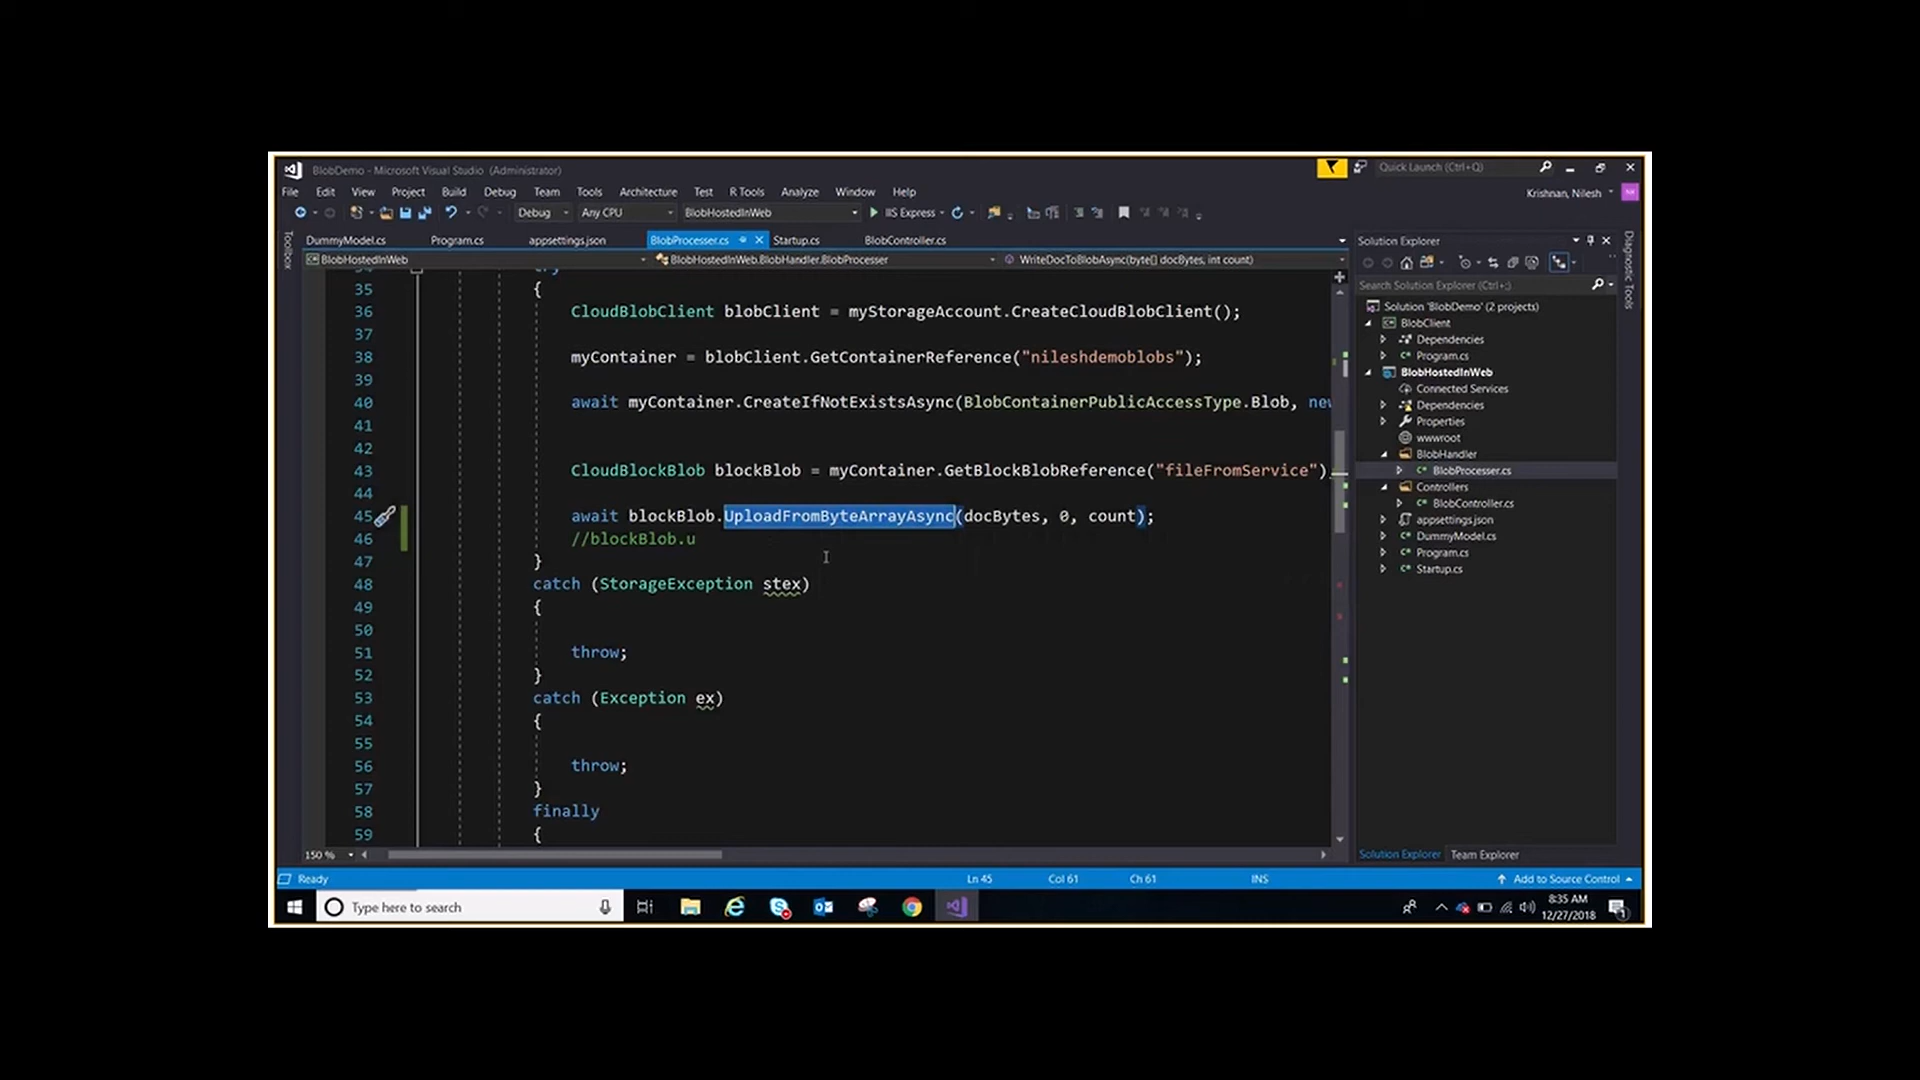 BlobDemo - Microsoft Visual Studio (Administrator)
Quick Launch (Ctrl+Q)
File Edit View Project Build Debug Team Tools Architecture Test R Tools Analyze Window Help
Krishnan, Nilesh
Debug Any CPU BlobHostedInWeb IIS Express
Toolbox
DummyModel.cs Program.cs appsettings.json BlobProcesser.cs Startup.cs BlobController.cs
BlobHostedInWeb BlobHostedInWeb.BlobHandler.BlobProcesser WriteDocToBlobAsync(byte[] docBytes, int count)
35 {
36 CloudBlobClient blobClient = myStorageAccount.CreateCloudBlobClient();
37
38 myContainer = blobClient.GetContainerReference("nileshdemoblobs");
39
40 await myContainer.CreateIfNotExistsAsync(BlobContainerPublicAccessType.Blob, new
41
42
43 CloudBlockBlob blockBlob = myContainer.GetBlockBlobReference("fileFromService")
44
45 await blockBlob.UploadFromByteArrayAsync(docBytes, 0, count);
46 //blockBlob.u
47 }
48 catch (StorageException stex)
49 {
50
51 throw;
52 }
53 catch (Exception ex)
54 {
55
56 throw;
57 }
58 finally
59 {
150 %
Solution Explorer
Search Solution Explorer (Ctrl+;)
Solution 'BlobDemo' (2 projects)
BlobClient
Dependencies
Program.cs
BlobHostedInWeb
Connected Services
Dependencies
Properties
wwwroot
BlobHandler
BlobProcesser.cs
Controllers
BlobController.cs
appsettings.json
DummyModel.cs
Program.cs
Startup.cs
Solution Explorer Team Explorer
Diagnostic Tools
Ready Ln 45 Col 61 Ch 61 INS Add to Source Control
Type here to search
8:35 AM
12/27/2018